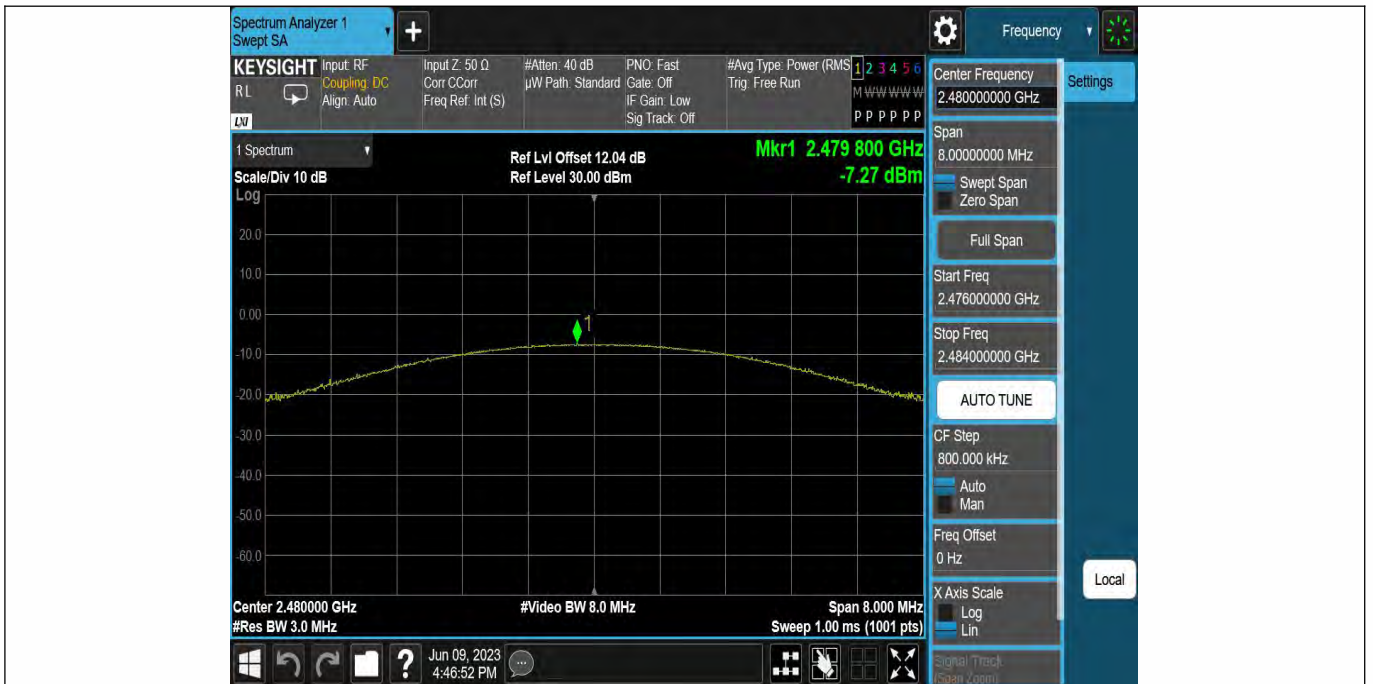 Spectrum Analyzer 1
Swept SA
+
Frequency
KEYSIGHT
RL
LXI
Input: RF
Coupling: DC
Align: Auto
Input Z: 50 Ω
Corr CCorr
Freq Ref: Int (S)
#Atten: 40 dB
µW Path: Standard
PNO: Fast
Gate: Off
IF Gain: Low
Sig Track: Off
#Avg Type: Power (RMS
Trig: Free Run
1 2 3 4 5 6
M W W W W W
P P P P P P
1 Spectrum
Scale/Div 10 dB
Log
Ref Lvl Offset 12.04 dB
Ref Level 30.00 dBm
Mkr1 2.479 800 GHz
-7.27 dBm
20.0
10.0
0.00
1
-10.0
-20.0
-30.0
-40.0
-50.0
-60.0
Center 2.480000 GHz
#Res BW 3.0 MHz
#Video BW 8.0 MHz
Span 8.000 MHz
Sweep 1.00 ms (1001 pts)
Center Frequency
2.480000000 GHz
Settings
Span
8.00000000 MHz
Swept Span
Zero Span
Full Span
Start Freq
2.476000000 GHz
Stop Freq
2.484000000 GHz
AUTO TUNE
CF Step
800.000 kHz
Auto
Man
Freq Offset
0 Hz
Local
X Axis Scale
Log
Lin
Signal Track
(Span Zoom)
?
Jun 09, 2023
4:46:52 PM